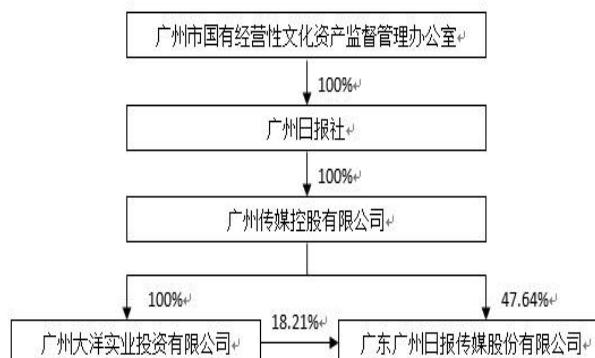 广州市国有经营性文化资产监督管理办公室
100%
广州日报社
100%
广州传媒控股有限公司
100%
18.21%
47.64%
广州大洋实业投资有限公司
广东广州日报传媒股份有限公司